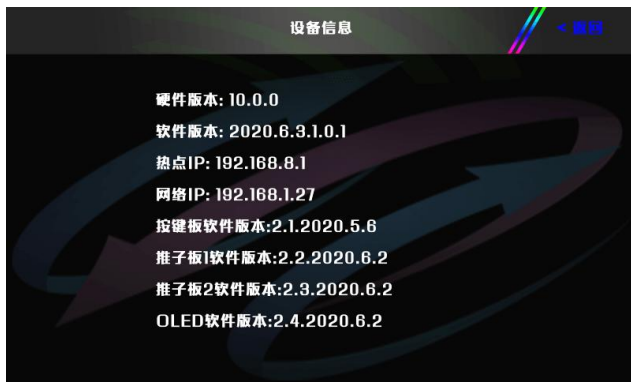 设备信息
硬件版本: 10.0.0
软件版本: 2020.6.3.1.0.1
热点IP: 192.168.8.1
网络IP: 192.168.1.27
按键板软件版本:2.1.2020.5.6
推子板1软件版本:2.2.2020.6.2
推子板2软件版本:2.3.2020.6.2
OLED软件版本:2.4.2020.6.2